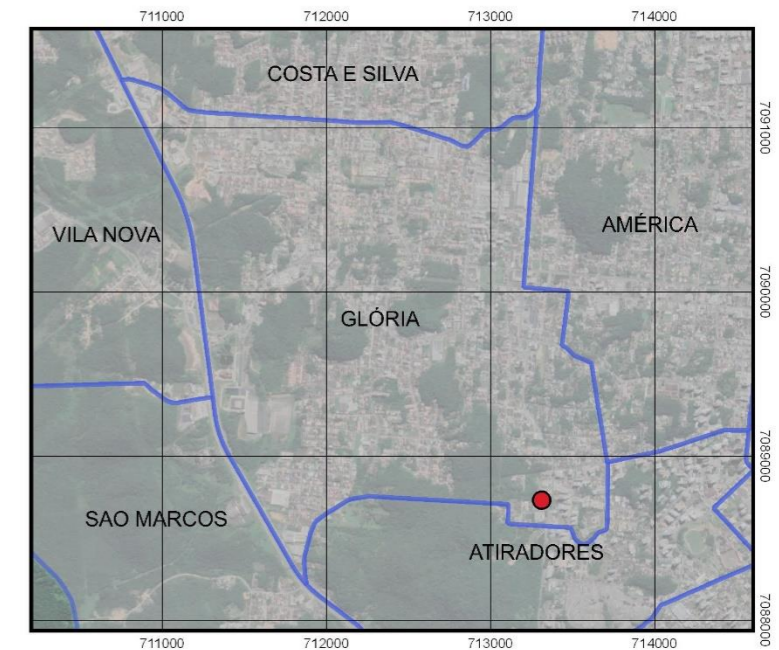 711000 712000 713000 714000
COSTA E SILVA
7091000
AMÉRICA
VILA NOVA
7090000
GLÓRIA
7089000
SAO MARCOS
ATIRADORES
7088000
711000 712000 713000 714000